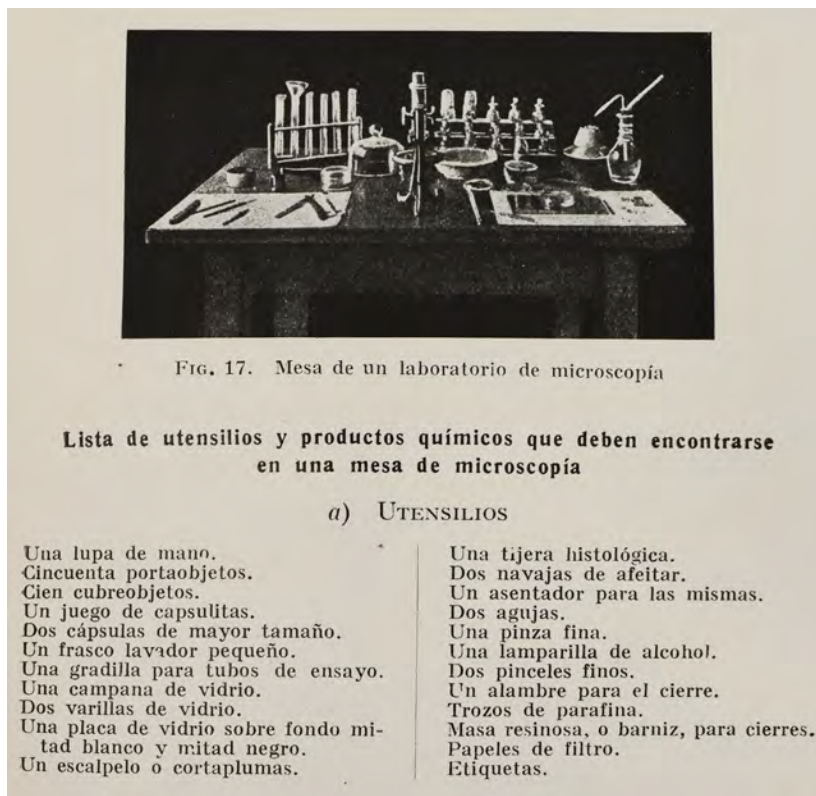 FIG. 17. Mesa de un laboratorio de microscopía
Lista de utensilios y productos químicos que deben encontrarse
en una mesa de microscopía
a) UTENSILIOS
Una lupa de mano.
Cincuenta portaobjetos.
Cien cubreobjetos.
Un juego de capsulitas.
Dos cápsulas de mayor tamaño.
Un frasco lavador pequeño.
Una gradilla para tubos de ensayo.
Una campana de vidrio.
Dos varillas de vidrio.
Una placa de vidrio sobre fondo mi-
tad blanco y mitad negro.
Un escalpelo o cortaplumas.
Una tijera histológica.
Dos navajas de afeitar.
Un asentador para las mismas.
Dos agujas.
Una pinza fina.
Una lamparilla de alcohol.
Dos pinceles finos.
Un alambre para el cierre.
Trozos de parafina.
Masa resinosa, o barniz, para cierres.
Papeles de filtro.
Etiquetas.